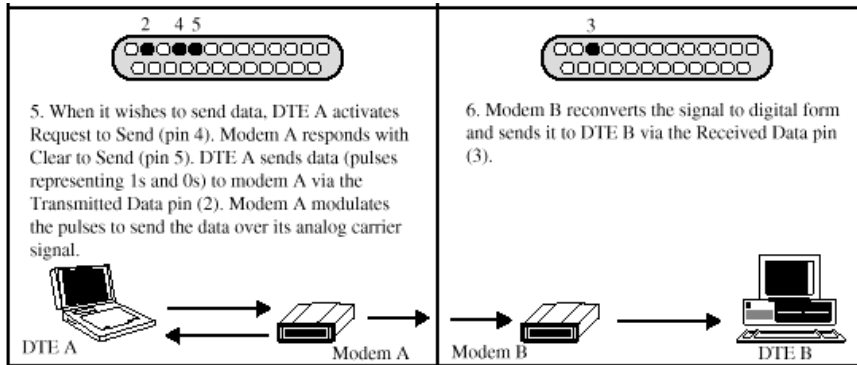 2 4 5
5. When it wishes to send data, DTE A activates
Request to Send (pin 4). Modem A responds with
Clear to Send (pin 5). DTE A sends data (pulses
representing 1s and 0s) to modem A via the
Transmitted Data pin (2). Modem A modulates
the pulses to send the data over its analog carrier
signal.
DTE A
Modem A
3
6. Modem B reconverts the signal to digital form
and sends it to DTE B via the Received Data pin
(3).
Modem B
DTE B